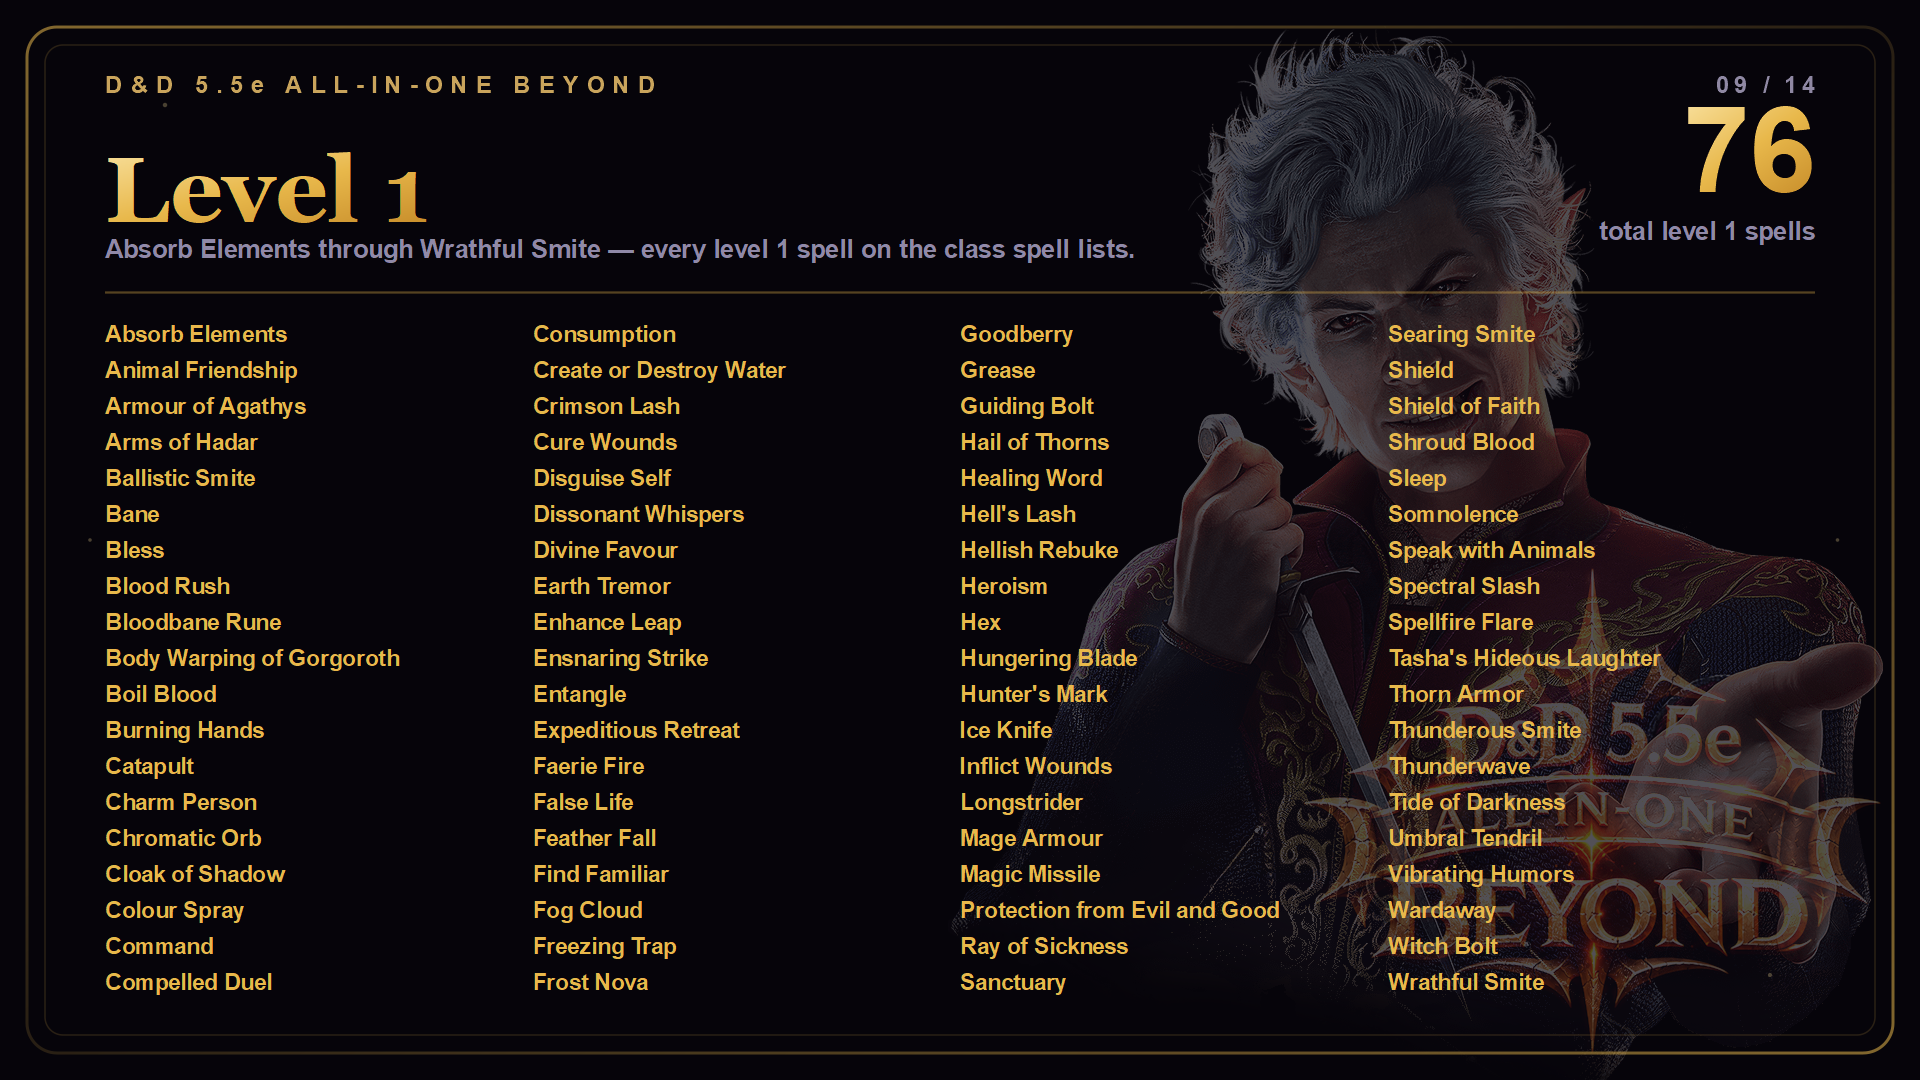 D&D 5.5e ALL-IN-ONE BEYOND
09 / 14
76
total level 1 spells
Level 1
Absorb Elements through Wrathful Smite — every level 1 spell on the class spell lists.
Absorb Elements
Animal Friendship
Armour of Agathys
Arms of Hadar
Ballistic Smite
Bane
Bless
Blood Rush
Bloodbane Rune
Body Warping of Gorgoroth
Boil Blood
Burning Hands
Catapult
Charm Person
Chromatic Orb
Cloak of Shadow
Colour Spray
Command
Compelled Duel
Consumption
Create or Destroy Water
Crimson Lash
Cure Wounds
Disguise Self
Dissonant Whispers
Divine Favour
Earth Tremor
Enhance Leap
Ensnaring Strike
Entangle
Expeditious Retreat
Faerie Fire
False Life
Feather Fall
Find Familiar
Fog Cloud
Freezing Trap
Frost Nova
Goodberry
Grease
Guiding Bolt
Hail of Thorns
Healing Word
Hell's Lash
Hellish Rebuke
Heroism
Hex
Hungering Blade
Hunter's Mark
Ice Knife
Inflict Wounds
Longstrider
Mage Armour
Magic Missile
Protection from Evil and Good
Ray of Sickness
Sanctuary
Searing Smite
Shield
Shield of Faith
Shroud Blood
Sleep
Somnolence
Speak with Animals
Spectral Slash
Spellfire Flare
Tasha's Hideous Laughter
Thorn Armor
Thunderous Smite
Thunderwave
Tide of Darkness
Umbral Tendril
Vibrating Humors
Wardaway
Witch Bolt
Wrathful Smite
D&D 5.5e
ALL-IN-ONE
BEYOND